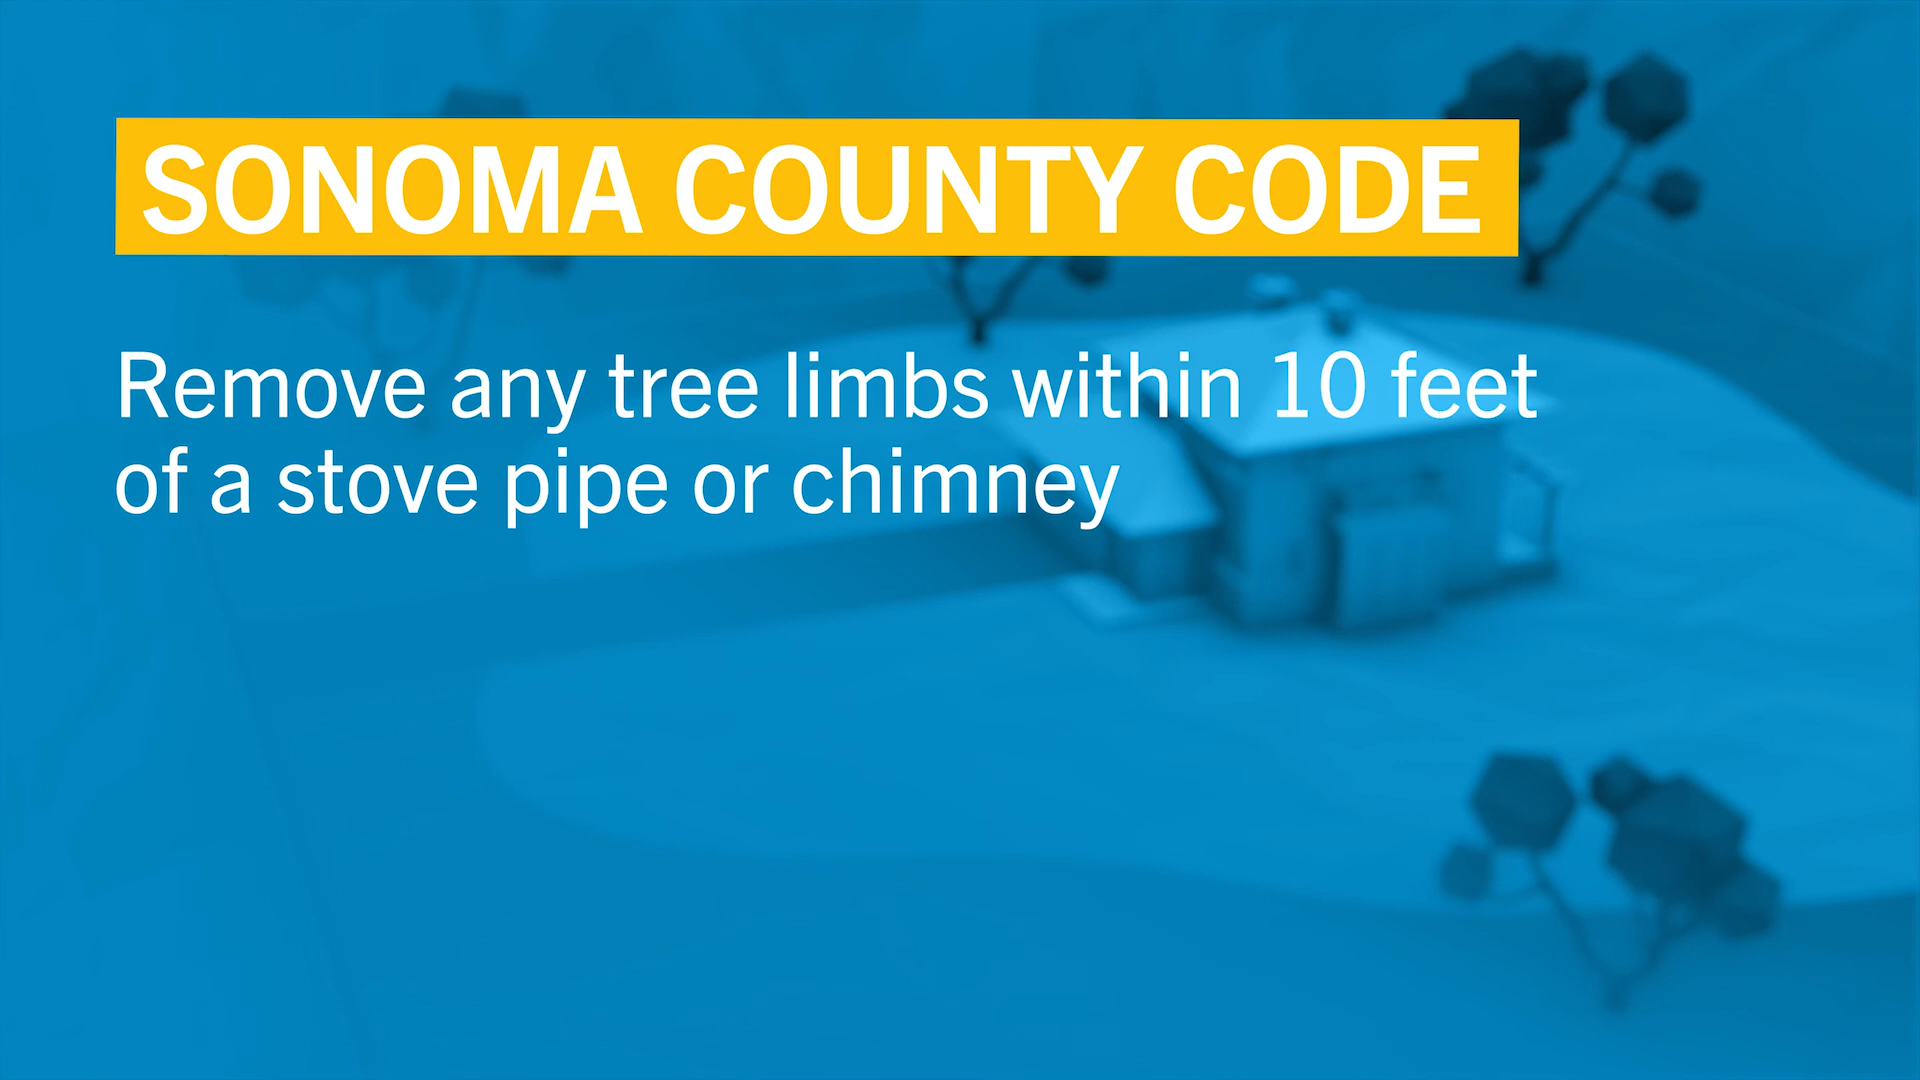 SONOMA COUNTY CODE
Remove any tree limbs within 10 feet
of a stove pipe or chimney